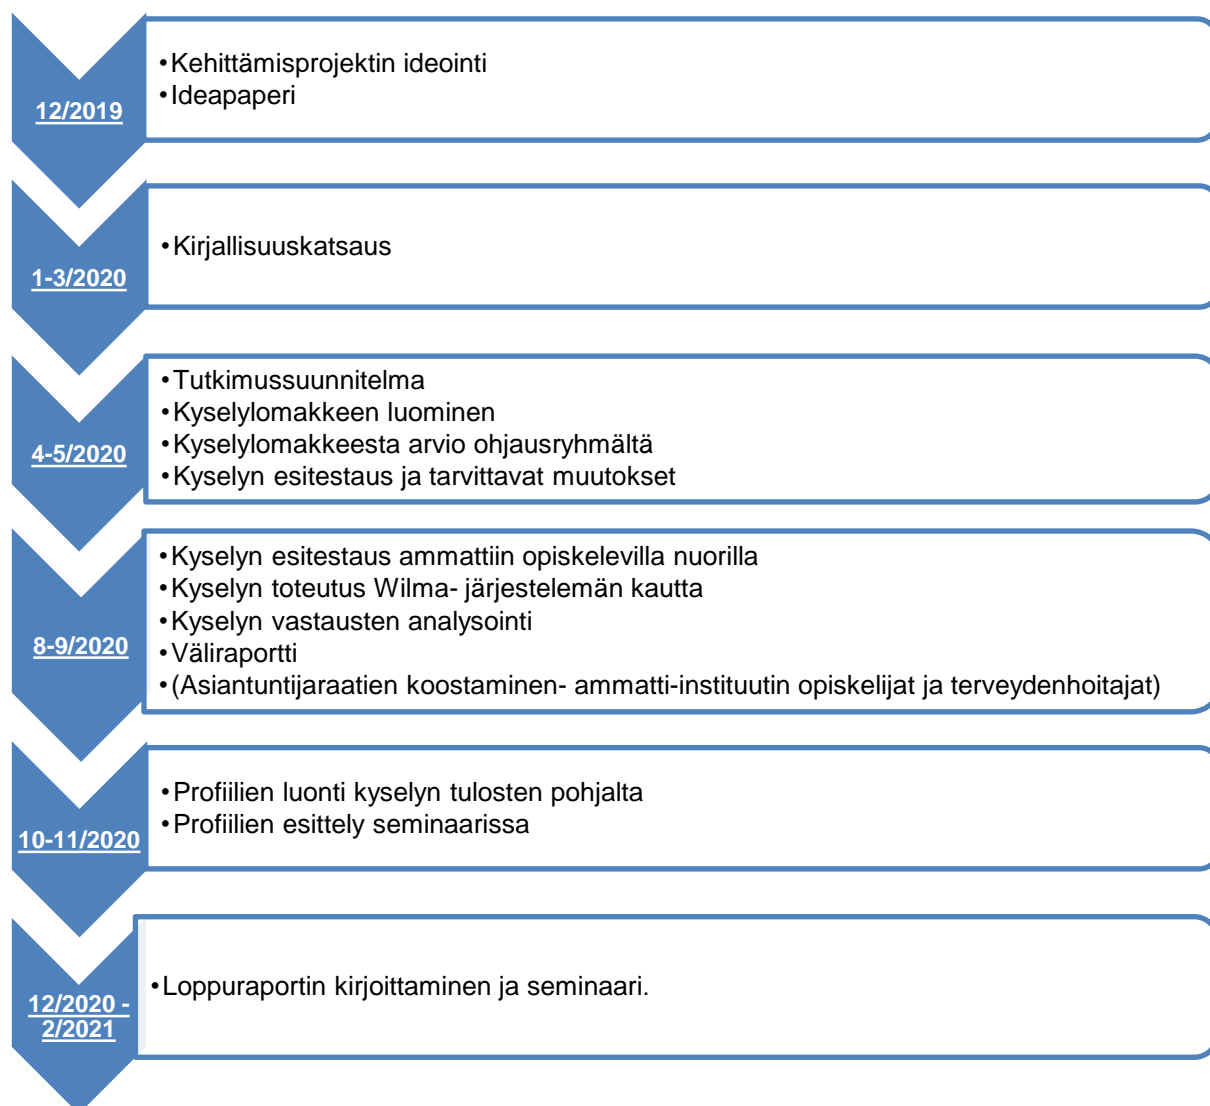 12/2019
•Kehittämisprojektin ideointi
•Ideapaperi
1-3/2020
•Kirjallisuuskatsaus
4-5/2020
•Tutkimussuunnitelma
•Kyselylomakkeen luominen
•Kyselylomakkeesta arvio ohjausryhmältä
•Kyselyn esitestaus ja tarvittavat muutokset
8-9/2020
•Kyselyn esitestaus ammattiin opiskelevilla nuorilla
•Kyselyn toteutus Wilma- järjestelemän kautta
•Kyselyn vastausten analysointi
•Väliraportti
•(Asiantuntijaraatien koostaminen- ammatti-instituutin opiskelijat ja terveydenhoitajat)
10-11/2020
•Profiilien luonti kyselyn tulosten pohjalta
•Profiilien esittely seminaarissa
12/2020 -
2/2021
•Loppuraportin kirjoittaminen ja seminaari.